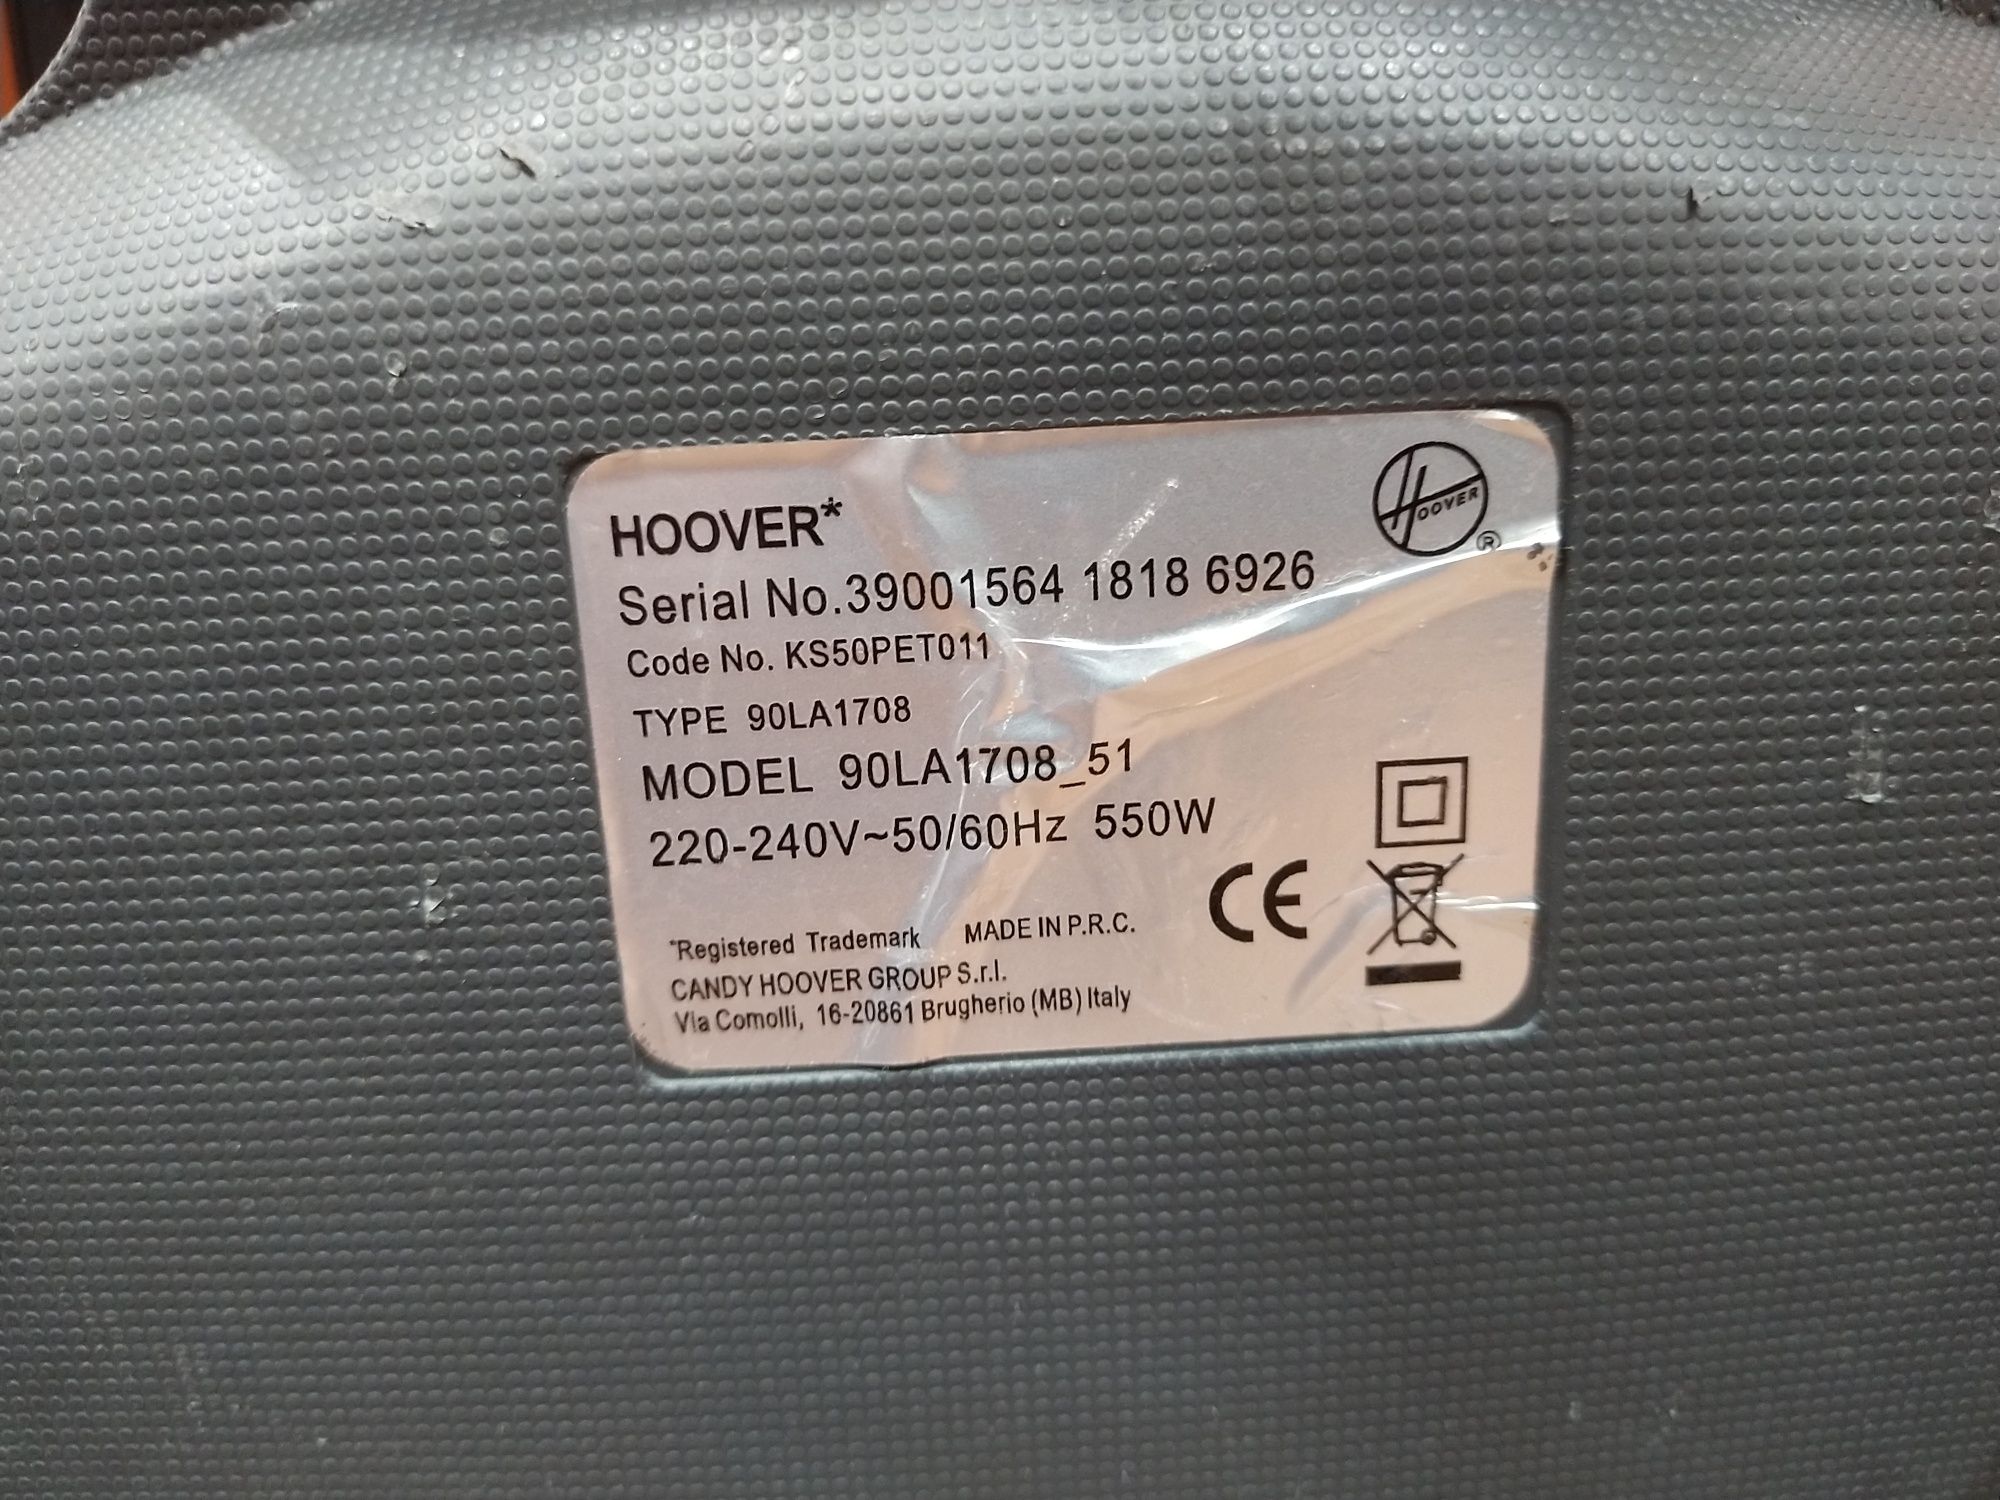 HOOVER*
HOOVER ®
Serial No.39001564 1818 6926
Code No. KS50PET011
TYPE 90LA1708
MODEL 90LA1708_51
220-240V~50/60Hz 550W
CE
*Registered Trademark MADE IN P.R.C.
CANDY HOOVER GROUP S.r.l.
Via Comolli, 16-20861 Brugherio (MB) Italy